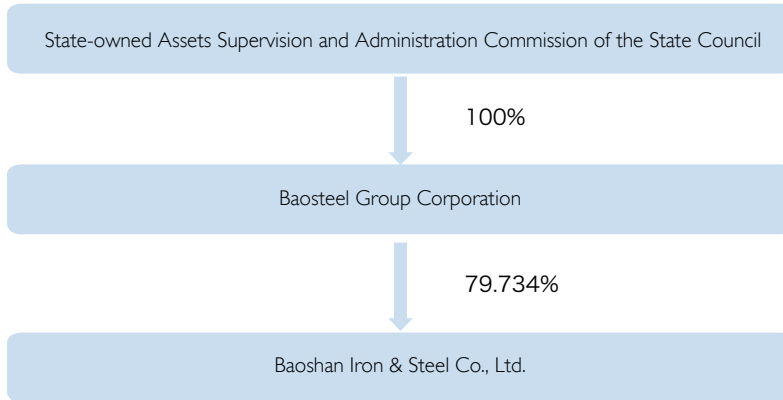 State-owned Assets Supervision and Administration Commission of the State Council
100%
Baosteel Group Corporation
79.734%
Baoshan Iron & Steel Co., Ltd.